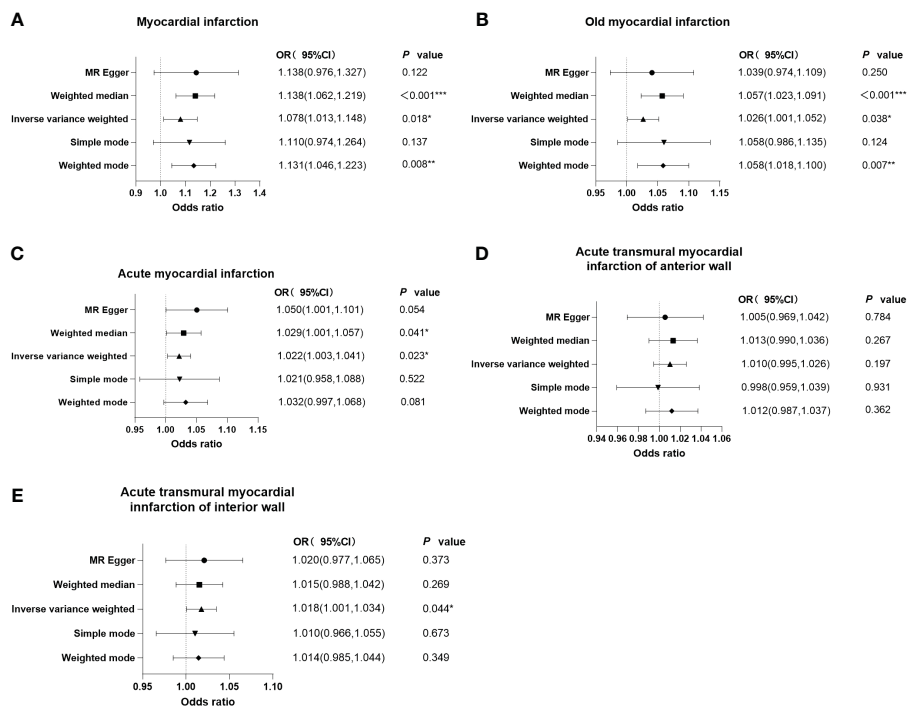 A
Myocardial infarction
OR( 95%CI) P value
MR Egger 1.138(0.976,1.327) 0.122
Weighted median 1.138(1.062,1.219) <0.001***
Inverse variance weighted 1.078(1.013,1.148) 0.018*
Simple mode 1.110(0.974,1.264) 0.137
Weighted mode 1.131(1.046,1.223) 0.008**
0.9 1.0 1.1 1.2 1.3 1.4
Odds ratio
B
Old myocardial infarction
OR( 95%CI) P value
MR Egger 1.039(0.974,1.109) 0.250
Weighted median 1.057(1.023,1.091) <0.001***
Inverse variance weighted 1.026(1.001,1.052) 0.038*
Simple mode 1.058(0.986,1.135) 0.124
Weighted mode 1.058(1.018,1.100) 0.007**
0.95 1.00 1.05 1.10 1.15
Odds ratio
C
Acute myocardial infarction
OR( 95%CI) P value
MR Egger 1.050(1.001,1.101) 0.054
Weighted median 1.029(1.001,1.057) 0.041*
Inverse variance weighted 1.022(1.003,1.041) 0.023*
Simple mode 1.021(0.958,1.088) 0.522
Weighted mode 1.032(0.997,1.068) 0.081
0.95 1.00 1.05 1.10 1.15
Odds ratio
D
Acute transmural myocardial
infarction of anterior wall
OR( 95%CI) P value
MR Egger 1.005(0.969,1.042) 0.784
Weighted median 1.013(0.990,1.036) 0.267
Inverse variance weighted 1.010(0.995,1.026) 0.197
Simple mode 0.998(0.959,1.039) 0.931
Weighted mode 1.012(0.987,1.037) 0.362
0.94 0.96 0.98 1.00 1.02 1.04 1.06
Odds ratio
E
Acute transmural myocardial
innfarction of interior wall
OR( 95%CI) P value
MR Egger 1.020(0.977,1.065) 0.373
Weighted median 1.015(0.988,1.042) 0.269
Inverse variance weighted 1.018(1.001,1.034) 0.044*
Simple mode 1.010(0.966,1.055) 0.673
Weighted mode 1.014(0.985,1.044) 0.349
0.95 1.00 1.05 1.10
Odds ratio